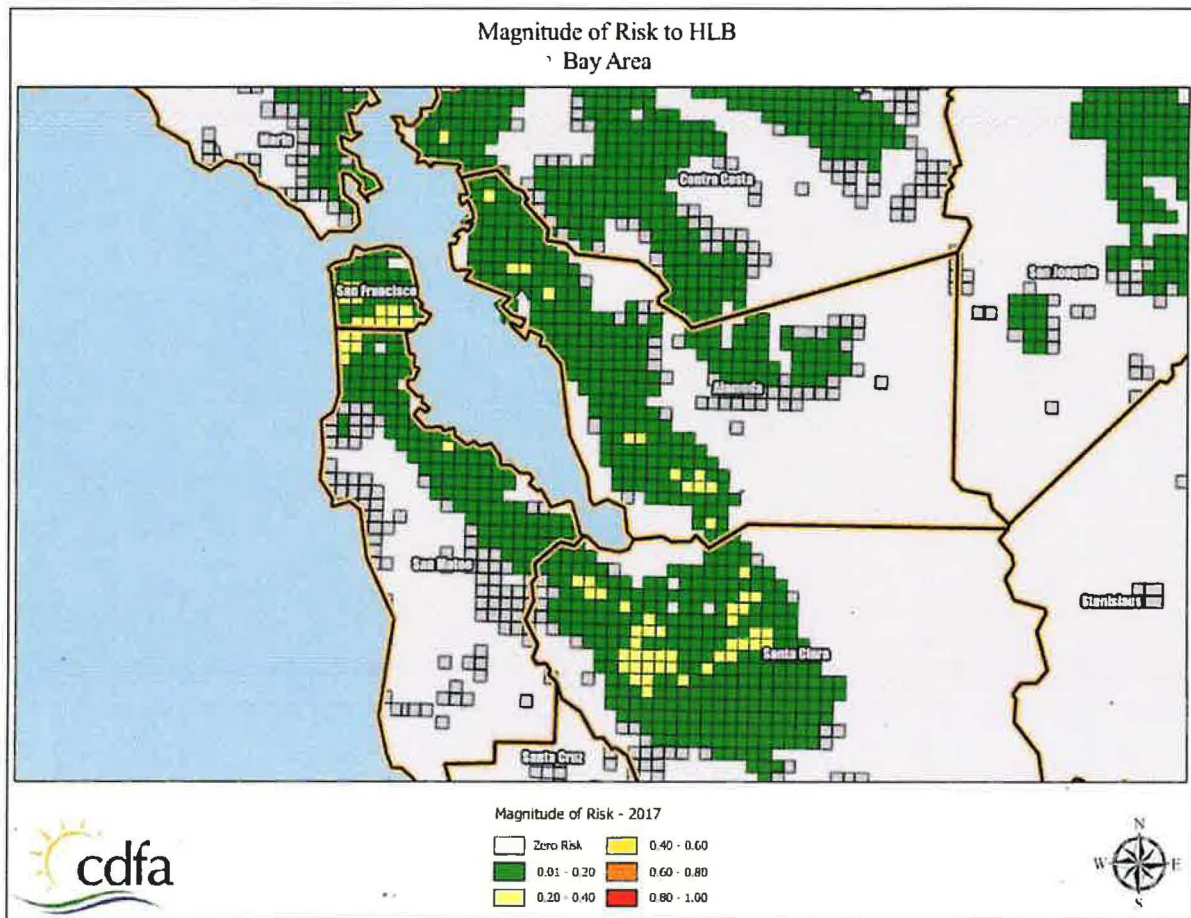 Magnitude of Risk to HLB
Bay Area
Marin
Contra Costa
San Francisco
San Joaquin
Alameda
San Mateo
Stanislaus
Santa Clara
Santa Cruz
Magnitude of Risk - 2017
Zero Risk
0.40 - 0.60
0.01 - 0.20
0.60 - 0.80
0.20 - 0.40
0.80 - 1.00
cdfa
N
W
E
S